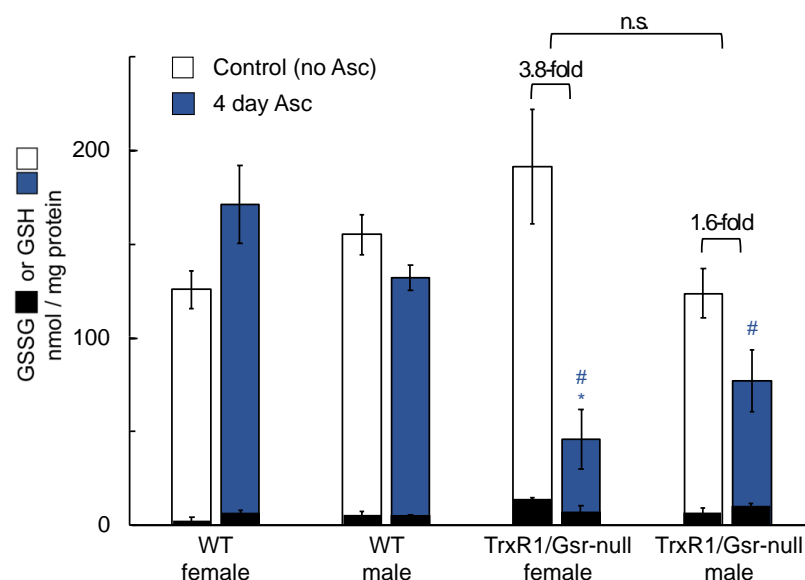 n.s.
Control (no Asc)
3.8-fold
4 day Asc
200
1.6-fold
GSSG or GSH
nmol / mg protein
100
#
#
*
0
WT
female
WT
male
TrxR1/Gsr-null
female
TrxR1/Gsr-null
male